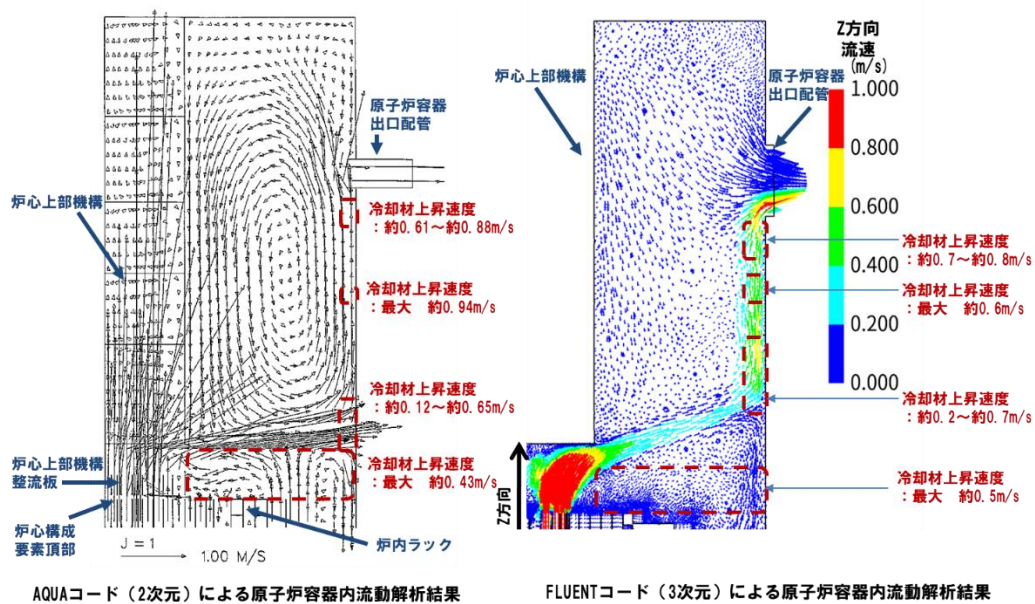 炉心上部機構
原子炉容器
出口配管
冷却材上昇速度
:約0.61~約0.88m/s
冷却材上昇速度
:最大 約0.94m/s
冷却材上昇速度
:約0.12~約0.65m/s
冷却材上昇速度
:最大 約0.43m/s
炉心上部機構
整流板
炉心構成
要素頂部
炉内ラック
J = 1
1.00 M/S
AQUAコード(2次元)による原子炉容器内流動解析結果
炉心上部機構
原子炉容器
出口配管
Z方向
流速
(m/s)
1.000
0.800
0.600
0.400
0.200
0.000
冷却材上昇速度
:約0.7~約0.8m/s
冷却材上昇速度
:最大 約0.6m/s
冷却材上昇速度
:約0.2~約0.7m/s
冷却材上昇速度
:最大 約0.5m/s
Z方向
FLUENTコード(3次元)による原子炉容器内流動解析結果